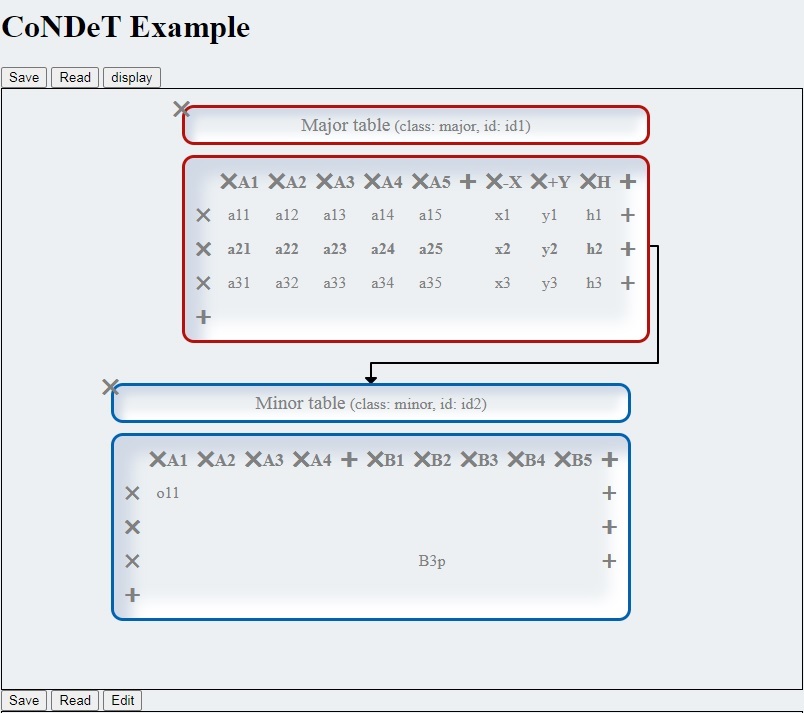 CoNDeT Example
Save Read display
Major table (class: major, id: id1)
A1 A2 A3 A4 A5 + -X +Y H +
a11 a12 a13 a14 a15 x1 y1 h1 +
a21 a22 a23 a24 a25 x2 y2 h2 +
a31 a32 a33 a34 a35 x3 y3 h3 +
+
Minor table (class: minor, id: id2)
A1 A2 A3 A4 + B1 B2 B3 B4 B5 +
o11 +
+
B3p +
+
Save Read Edit